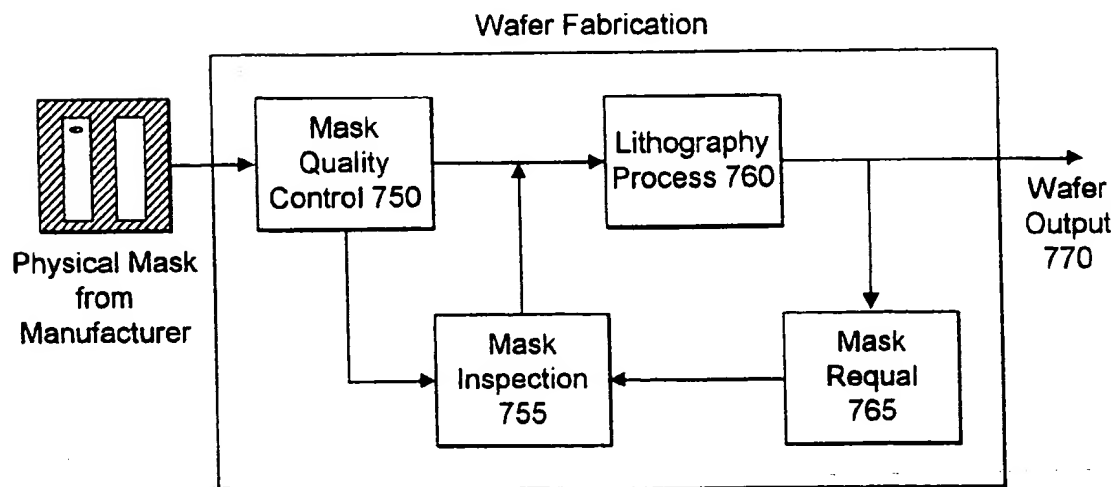 Wafer Fabrication
Mask
Quality
Control 750
Lithography
Process 760
Wafer
Output
770
Physical Mask
from
Manufacturer
Mask
Inspection
755
Mask
Requal
765